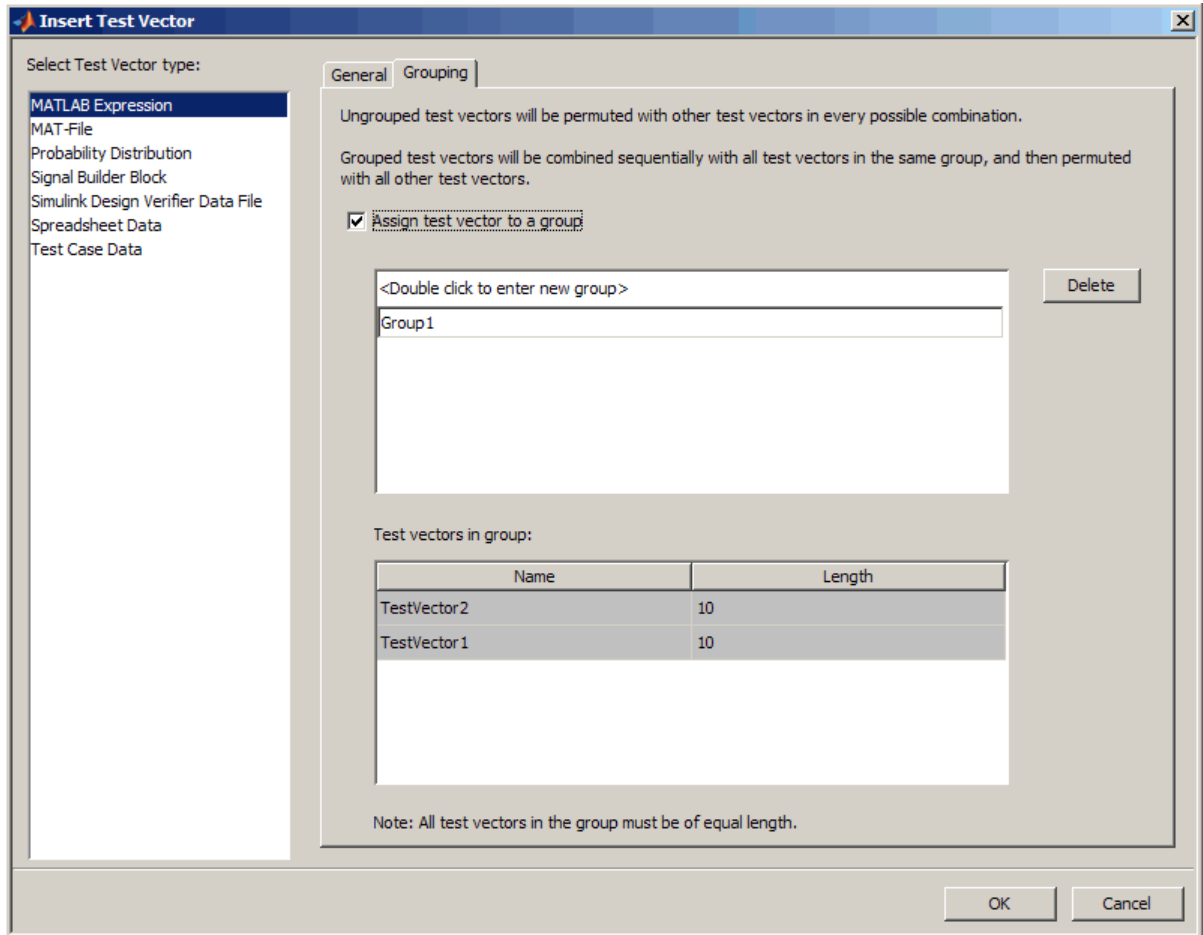 Insert Test Vector
Select Test Vector type:
MATLAB Expression
MAT-File
Probability Distribution
Signal Builder Block
Simulink Design Verifier Data File
Spreadsheet Data
Test Case Data
General Grouping
Ungrouped test vectors will be permuted with other test vectors in every possible combination.
Grouped test vectors will be combined sequentially with all test vectors in the same group, and then permuted
with all other test vectors.
Assign test vector to a group
<Double click to enter new group>
Group1
Delete
Test vectors in group:
Name Length
TestVector2 10
TestVector1 10
Note: All test vectors in the group must be of equal length.
OK Cancel